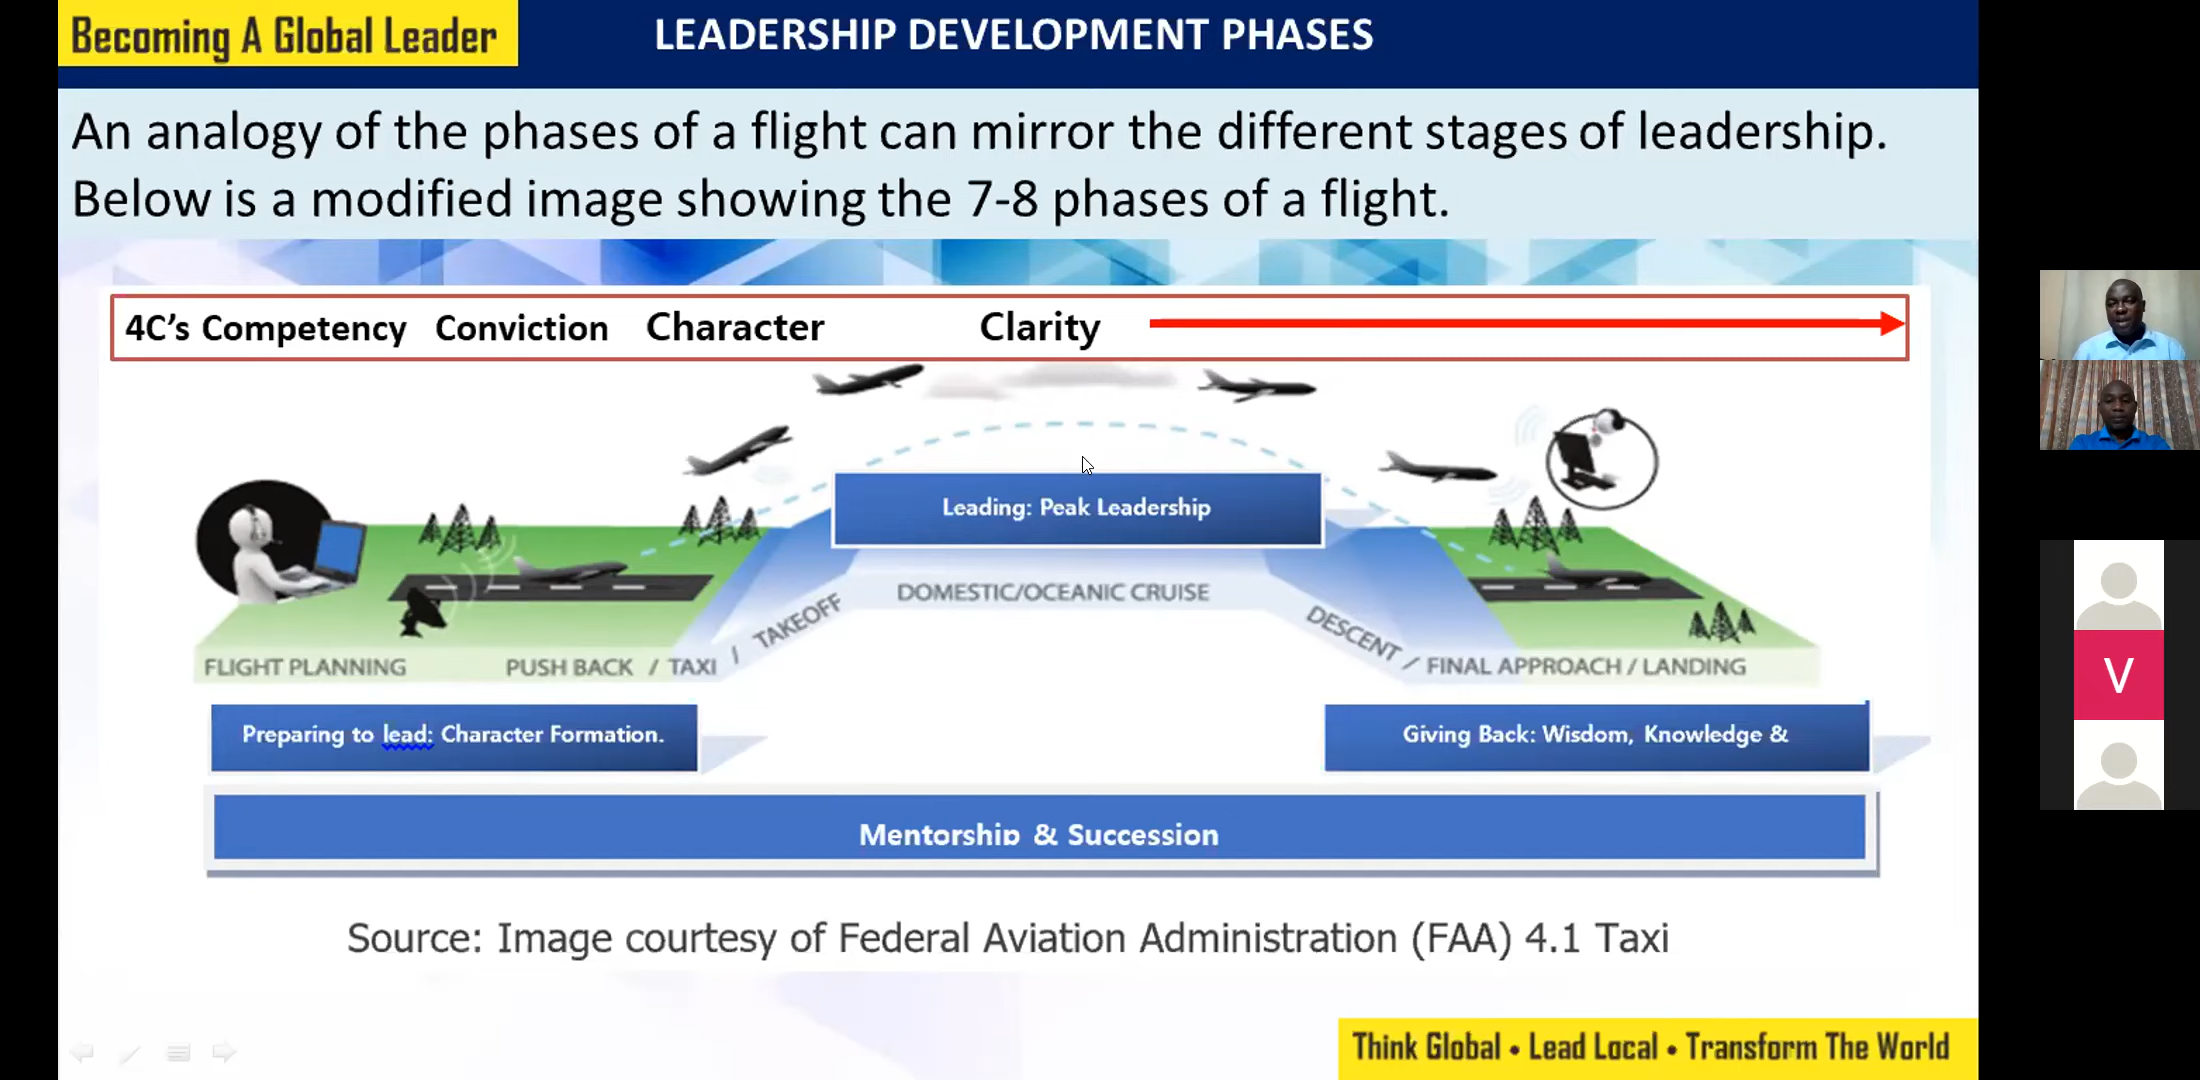 Becoming A Global Leader
LEADERSHIP DEVELOPMENT PHASES
An analogy of the phases of a flight can mirror the different stages of leadership.
Below is a modified image showing the 7-8 phases of a flight.
4C's Competency Conviction Character Clarity
Leading: Peak Leadership
DOMESTIC/OCEANIC CRUISE
TAKEOFF
DESCENT /
FLIGHT PLANNING PUSH BACK / TAXI / FINAL APPROACH / LANDING
Preparing to lead: Character Formation.
Giving Back: Wisdom, Knowledge &
Mentorship & Succession
Source: Image courtesy of Federal Aviation Administration (FAA) 4.1 Taxi
Think Global • Lead Local • Transform The World
V